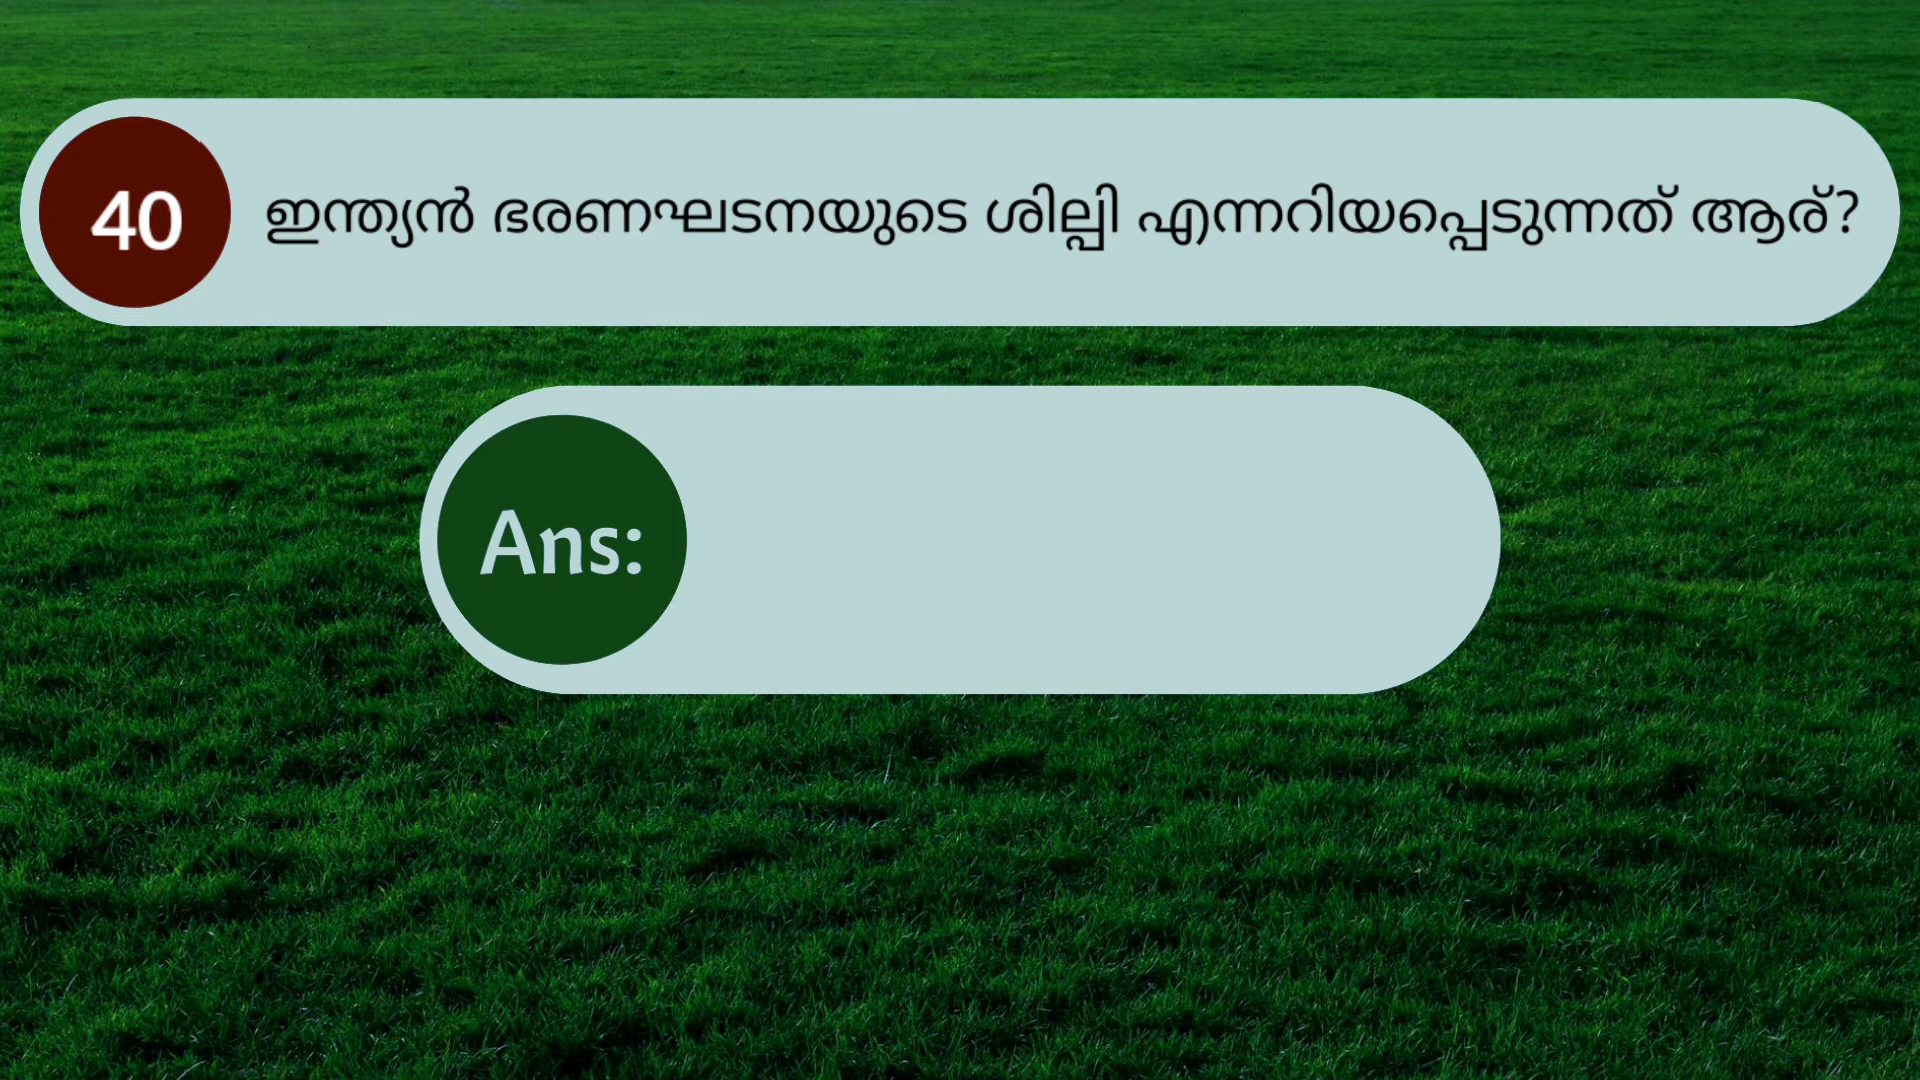 40 ഇന്ത്യൻ ഭരണഘടനയുടെ ശില്പി എന്നറിയപ്പെടുന്നത് ആര്?
Ans: